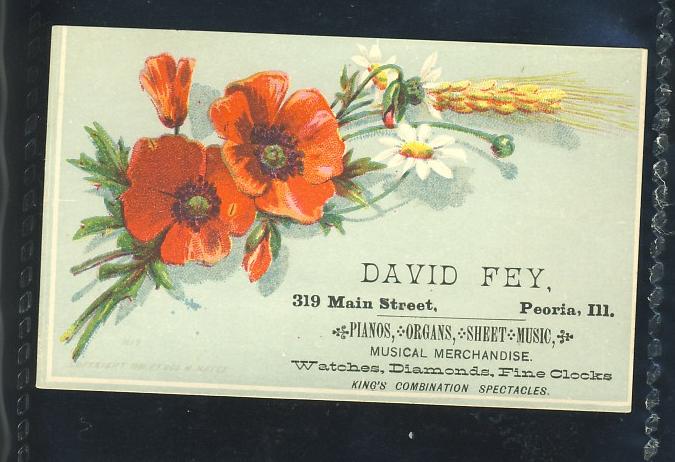 DAVID FEY,
319 Main Street, Peoria, Ill.
PIANOS, ORGANS, SHEET MUSIC,
MUSICAL MERCHANDISE.
Watches, Diamonds, Fine Clocks
KING'S COMBINATION SPECTACLES.
COPYRIGHT